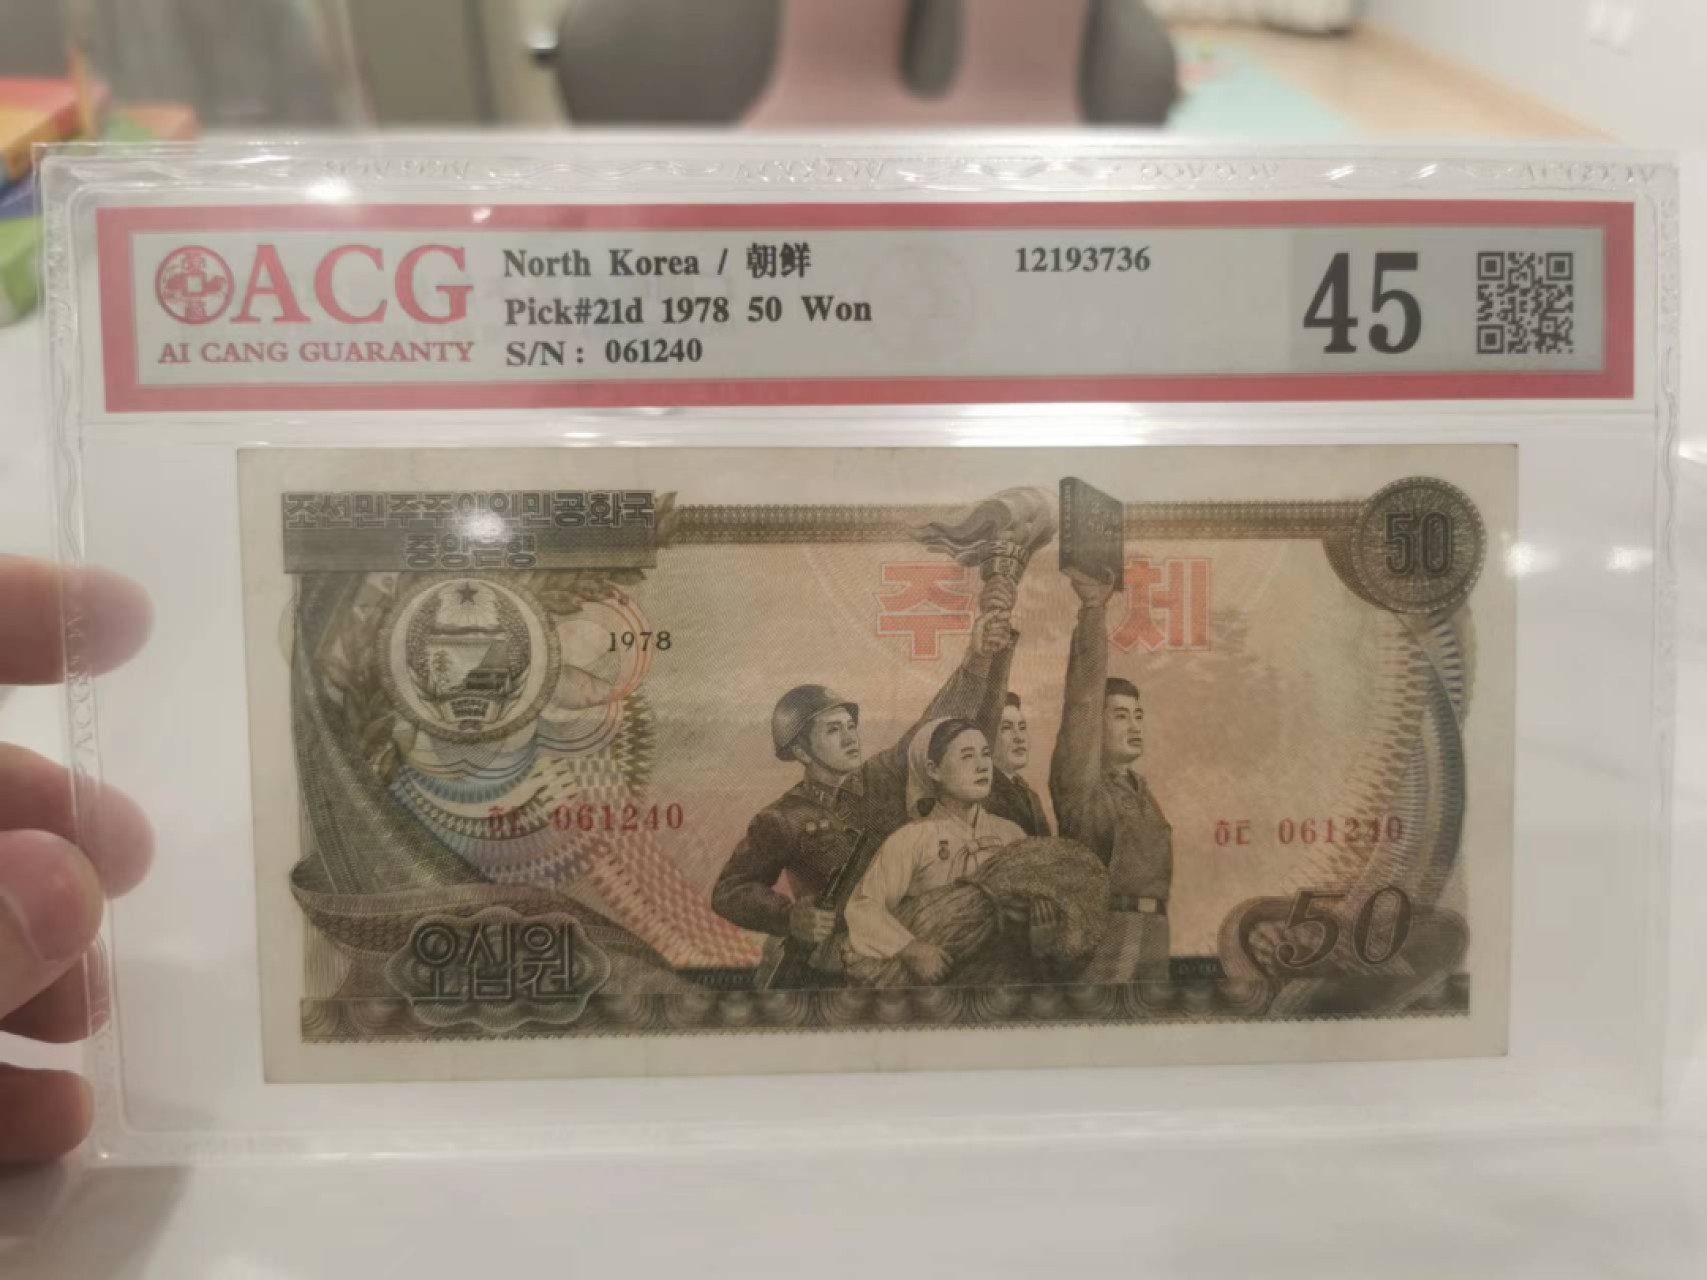 ACG
AI CANG GUARANTY
North Korea / 朝鲜
Pick#21d 1978 50 Won
S/N : 061240
12193736
45
조선민주주의인민공화국
중앙은행
50
주체
1978
ㅎㄷ 061240
ㅎㄷ 061240
오십원
50